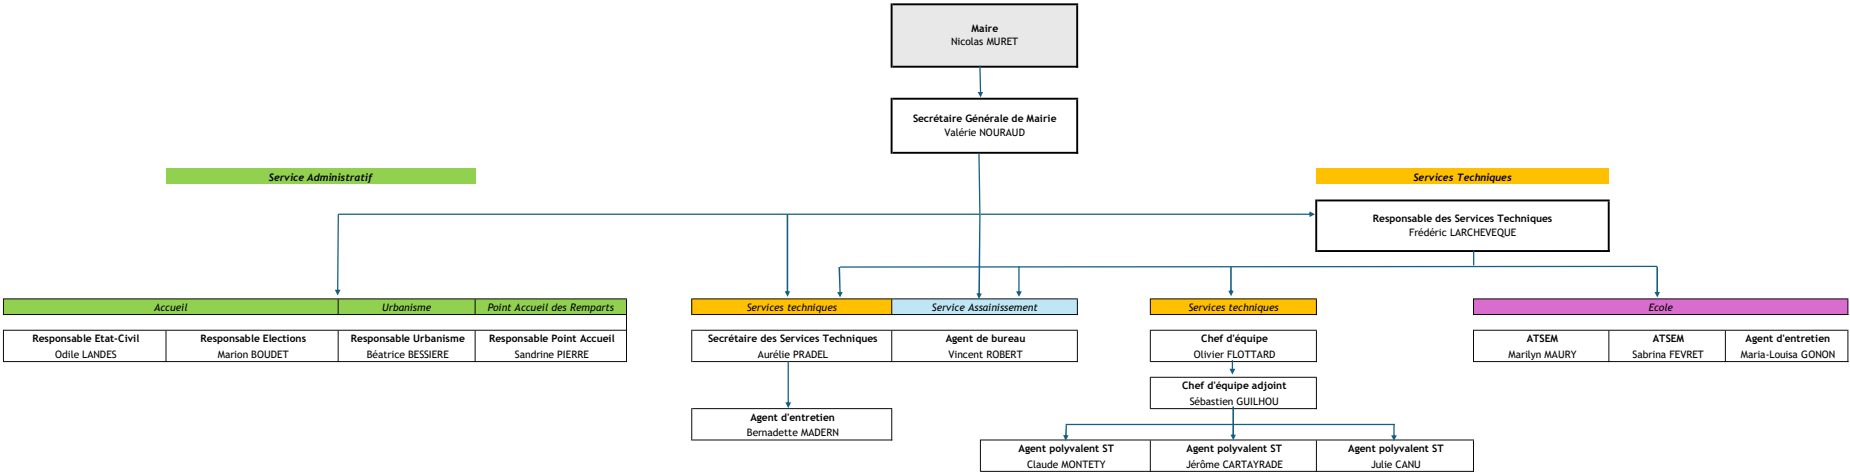 Maire
Nicolas MURET
Secrétaire Générale de Mairie
Valérie NOURAUD
Service Administratif
Services Techniques
Responsable des Services Techniques
Frédéric LARCHEVEQUE
Accueil
Urbanisme
Point Accueil des Remparts
Services techniques
Service Assainissement
Services techniques
Ecole
Responsable Etat-Civil
Odile LANDES
Responsable Elections
Marion BOUDET
Responsable Urbanisme
Béatrice BESSIERE
Responsable Point Accueil
Sandrine PIERRE
Secrétaire des Services Techniques
Aurélie PRADEL
Agent de bureau
Vincent ROBERT
Chef d'équipe
Olivier FLOTTARD
ATSEM
Marilyn MAURY
ATSEM
Sabrina FEVRET
Agent d'entretien
Maria-Louisa GONON
Chef d'équipe adjoint
Sébastien GUILHOU
Agent d'entretien
Bernadette MADERN
Agent polyvalent ST
Claude MONTETY
Agent polyvalent ST
Jérôme CARTAYRADE
Agent polyvalent ST
Julie CANU